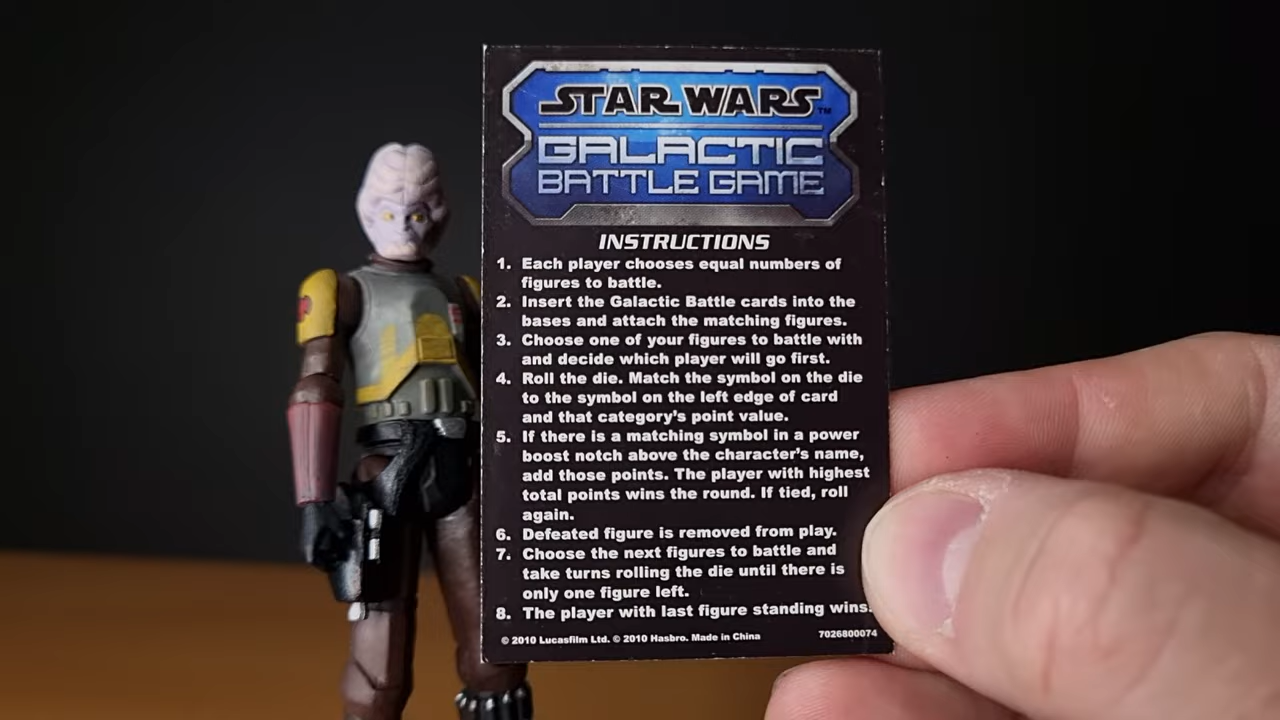 STAR WARS™
GALACTIC
BATTLE GAME
INSTRUCTIONS
1. Each player chooses equal numbers of
figures to battle.
2. Insert the Galactic Battle cards into the
bases and attach the matching figures.
3. Choose one of your figures to battle with
and decide which player will go first.
4. Roll the die. Match the symbol on the die
to the symbol on the left edge of card
and that category's point value.
5. If there is a matching symbol in a power
boost notch above the character's name,
add those points. The player with highest
total points wins the round. If tied, roll
again.
6. Defeated figure is removed from play.
7. Choose the next figures to battle and
take turns rolling the die until there is
only one figure left.
8. The player with last figure standing wins.
© 2010 Lucasfilm Ltd. © 2010 Hasbro. Made in China 7026800074